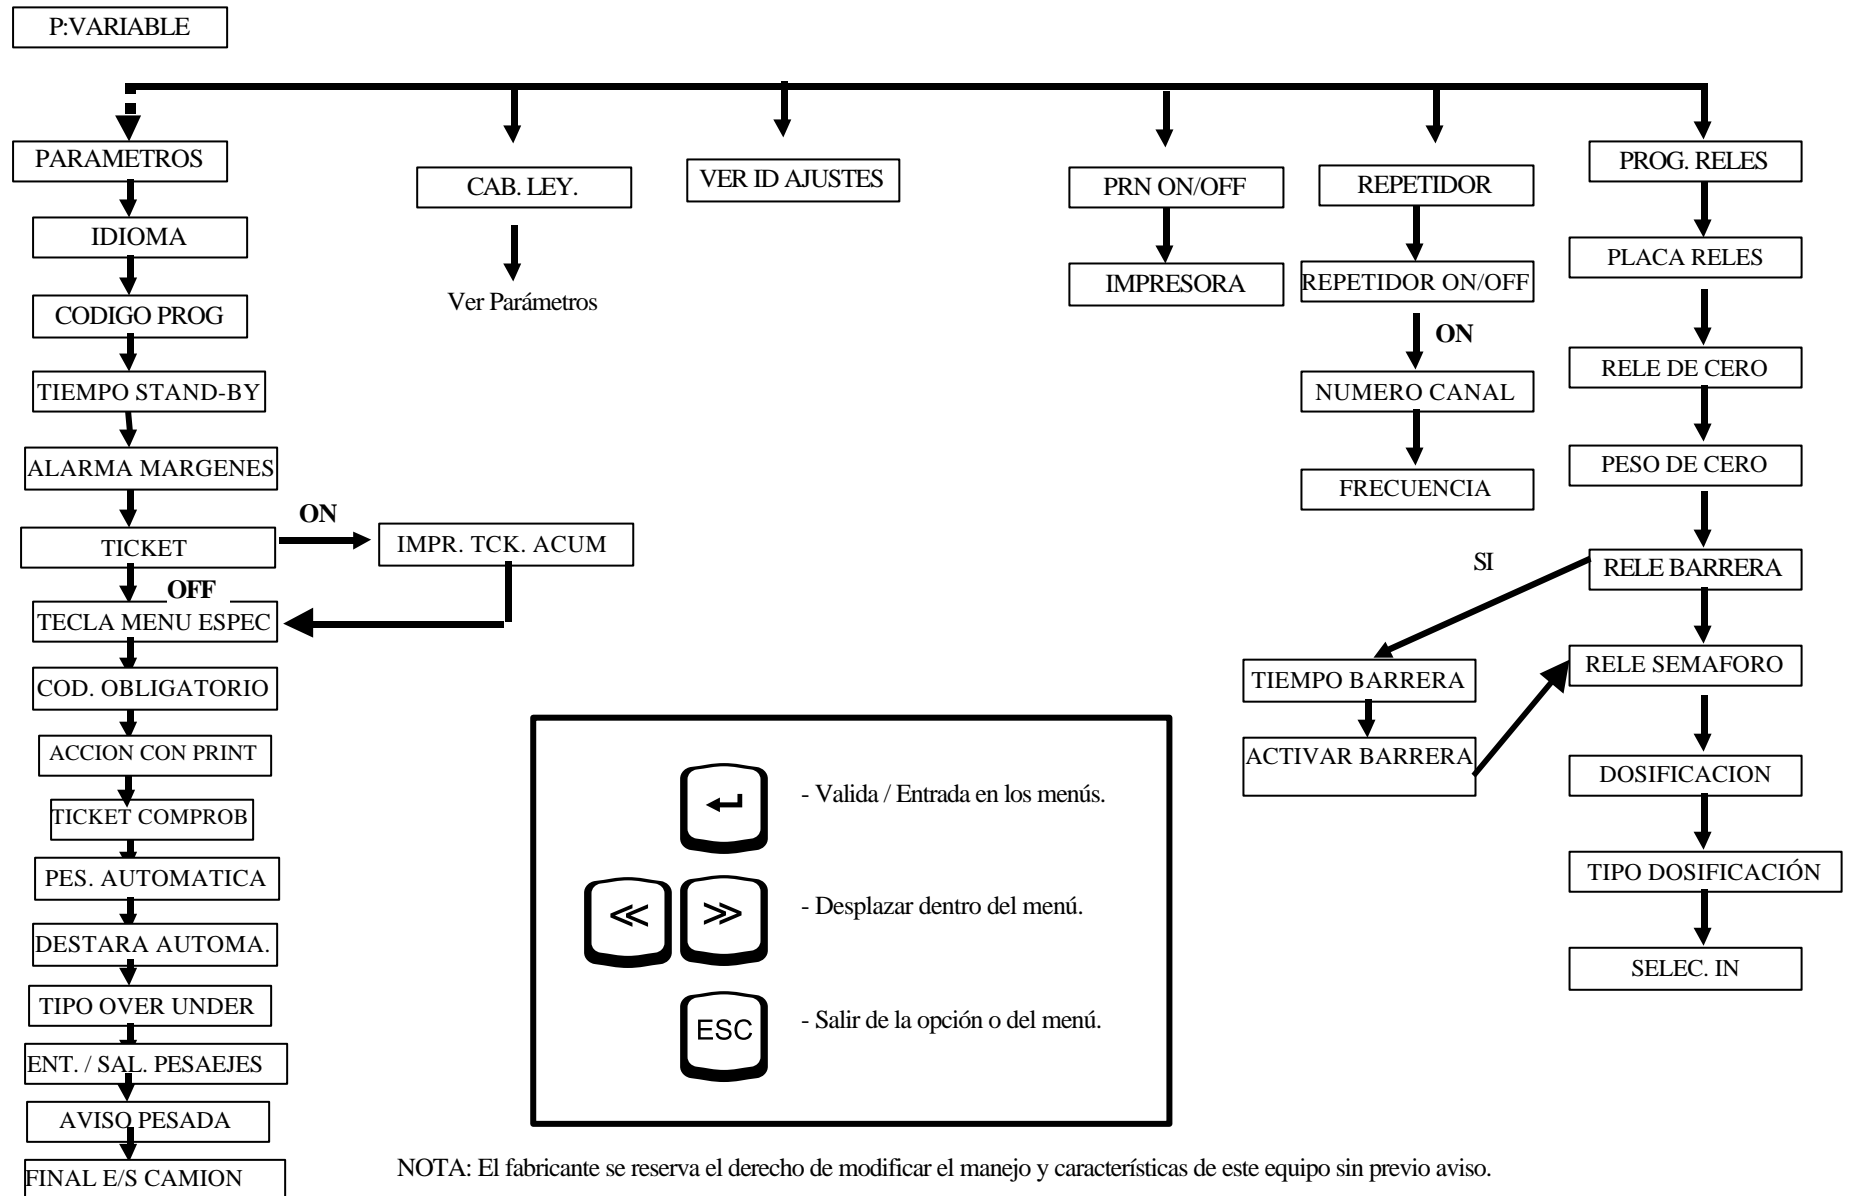 P:VARIABLE
PARAMETROS
IDIOMA
CODIGO PROG
TIEMPO STAND-BY
ALARMA MARGENES
TICKET
ON
IMPR. TCK. ACUM
OFF
TECLA MENU ESPEC
COD. OBLIGATORIO
ACCION CON PRINT
TICKET COMPROB
PES. AUTOMATICA
DESTARA AUTOMA.
TIPO OVER UNDER
ENT. / SAL. PESAEJES
AVISO PESADA
FINAL E/S CAMION
CAB. LEY.
Ver Parámetros
VER ID AJUSTES
PRN ON/OFF
IMPRESORA
REPETIDOR
REPETIDOR ON/OFF
ON
NUMERO CANAL
FRECUENCIA
PROG. RELES
PLACA RELES
RELE DE CERO
PESO DE CERO
RELE BARRERA
SI
TIEMPO BARRERA
ACTIVAR BARRERA
RELE SEMAFORO
DOSIFICACION
TIPO DOSIFICACIÓN
SELEC. IN
- Valida / Entrada en los menús.
≪ ≫ - Desplazar dentro del menú.
ESC - Salir de la opción o del menú.
NOTA: El fabricante se reserva el derecho de modificar el manejo y características de este equipo sin previo aviso.